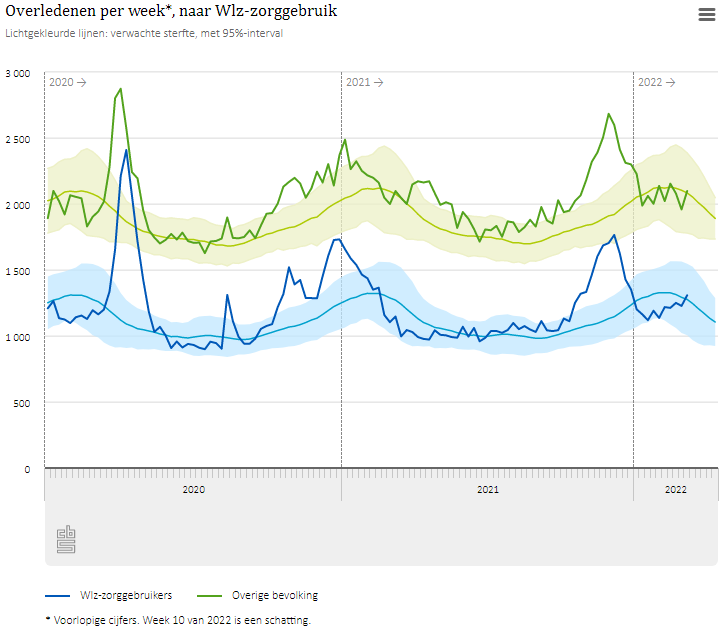 Overledenen per week*, naar Wlz-zorggebruik
Lichtgekleurde lijnen: verwachte sterfte, met 95%-interval
3 000
2020 →
2021 →
2022 →
2 500
2 000
1 500
1 000
500
0
2020
2021
2022
cbs
Wlz-zorggebruikers
Overige bevolking
* Voorlopige cijfers. Week 10 van 2022 is een schatting.